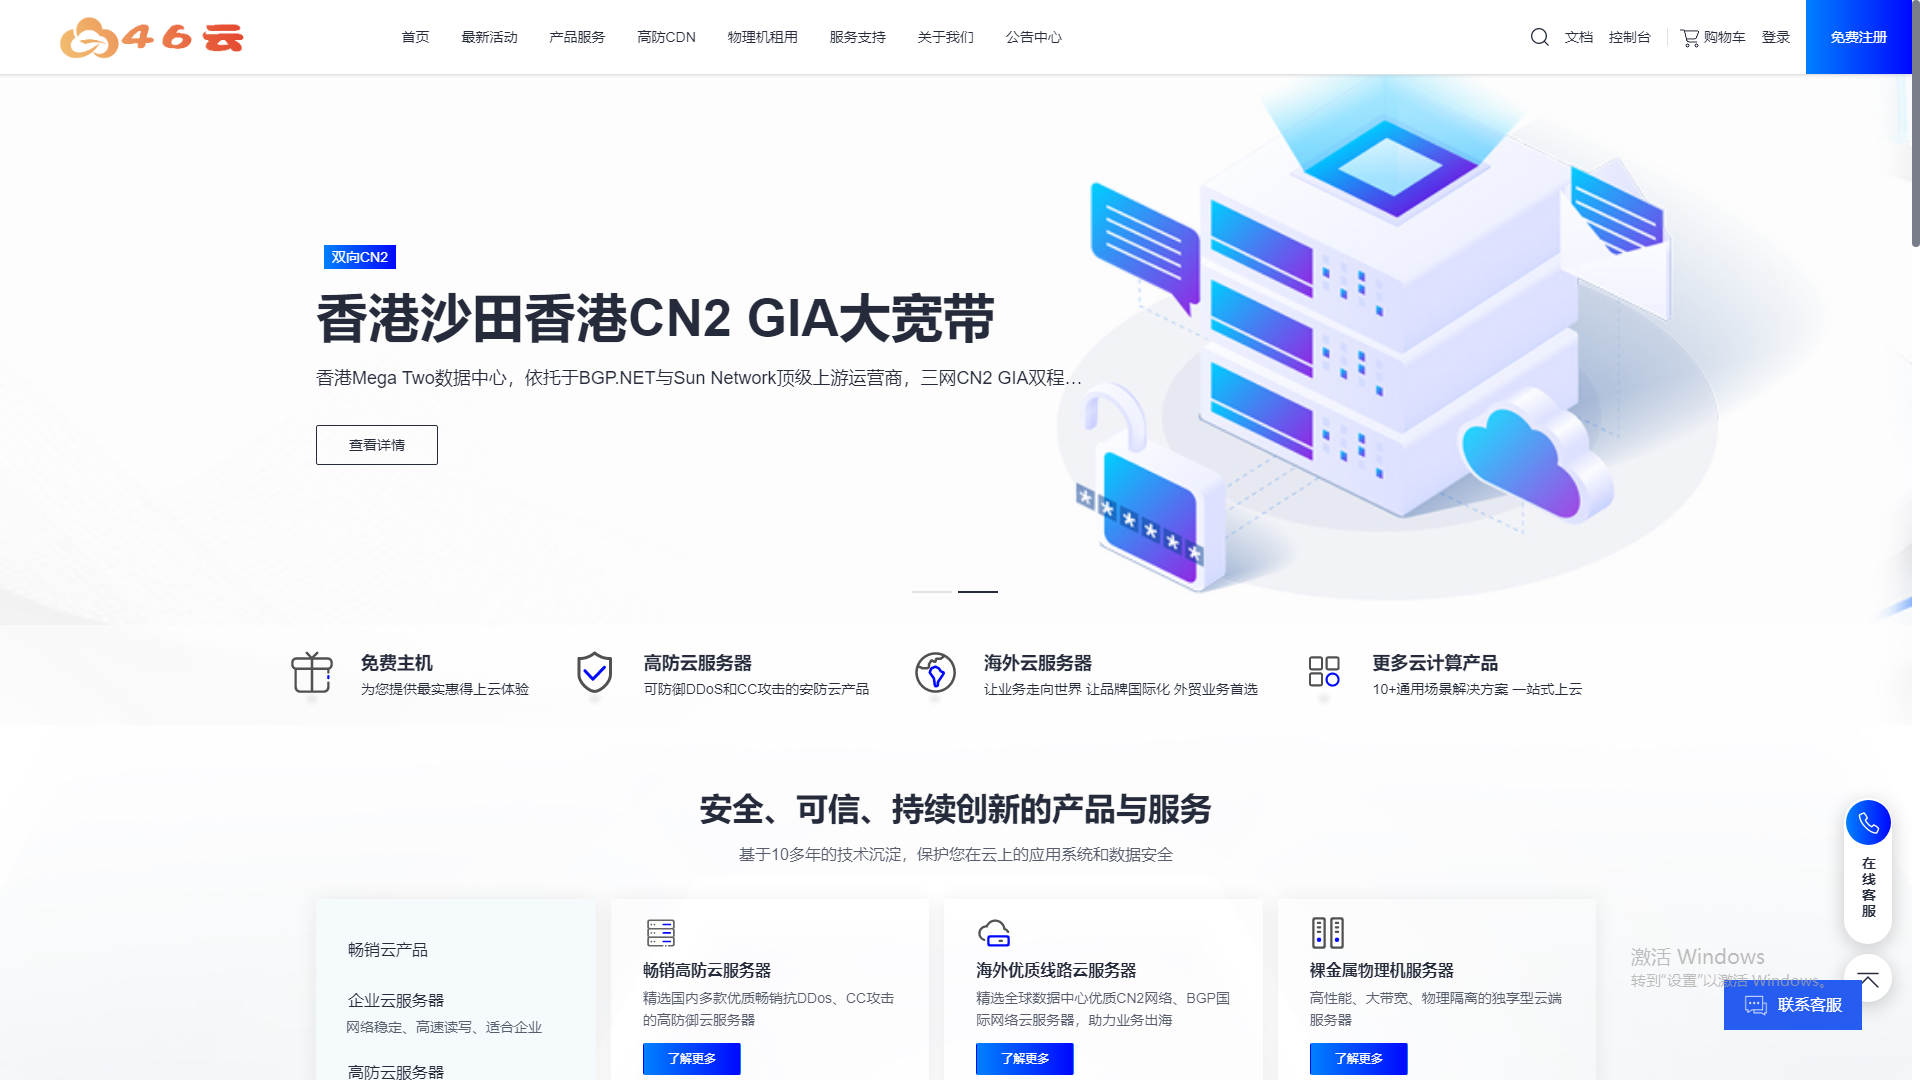 46云
首页 最新活动 产品服务 高防CDN 物理机租用 服务支持 关于我们 公告中心
文档 控制台 购物车 登录 免费注册
双向CN2
香港沙田香港CN2 GIA大宽带
香港Mega Two数据中心，依托于BGP.NET与Sun Network顶级上游运营商，三网CN2 GIA双程…
查看详情
免费主机
为您提供最实惠得上云体验
高防云服务器
可防御DDoS和CC攻击的安防云产品
海外云服务器
让业务走向世界 让品牌国际化 外贸业务首选
更多云计算产品
10+通用场景解决方案 一站式上云
安全、可信、持续创新的产品与服务
基于10多年的技术沉淀，保护您在云上的应用系统和数据安全
畅销云产品
企业云服务器
网络稳定、高速读写、适合企业
高防云服务器
畅销高防云服务器
精选国内多款优质畅销抗DDos、CC攻击
的高防御云服务器
了解更多
海外优质线路云服务器
精选全球数据中心优质CN2网络、BGP国
际网络云服务器，助力业务出海
了解更多
裸金属物理机服务器
高性能、大带宽、物理隔离的独享型云端
服务器
了解更多
在
线
客
服
激活 Windows
转到“设置”以激活 Windows。
联系客服